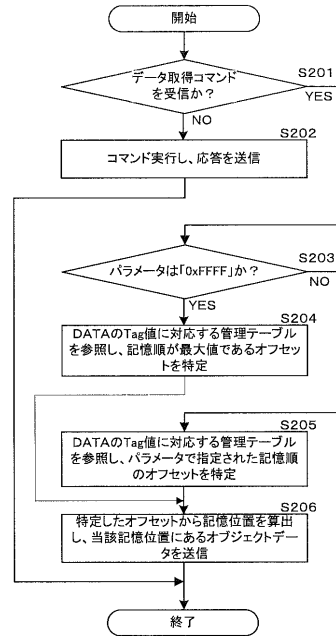 開始
S201
データ取得コマンド
を受信か？
YES
NO
S202
コマンド実行し、応答を送信
S203
パラメータは「0xFFFF」か？
NO
YES
S204
DATAのTag値に対応する管理テーブル
を参照し、記憶順が最大値であるオフセッ
トを特定
S205
DATAのTag値に対応する管理テーブル
を参照し、パラメータで指定された記憶順
のオフセットを特定
S206
特定したオフセットから記憶位置を算出
し、当該記憶位置にあるオブジェクトデー
タを送信
終了